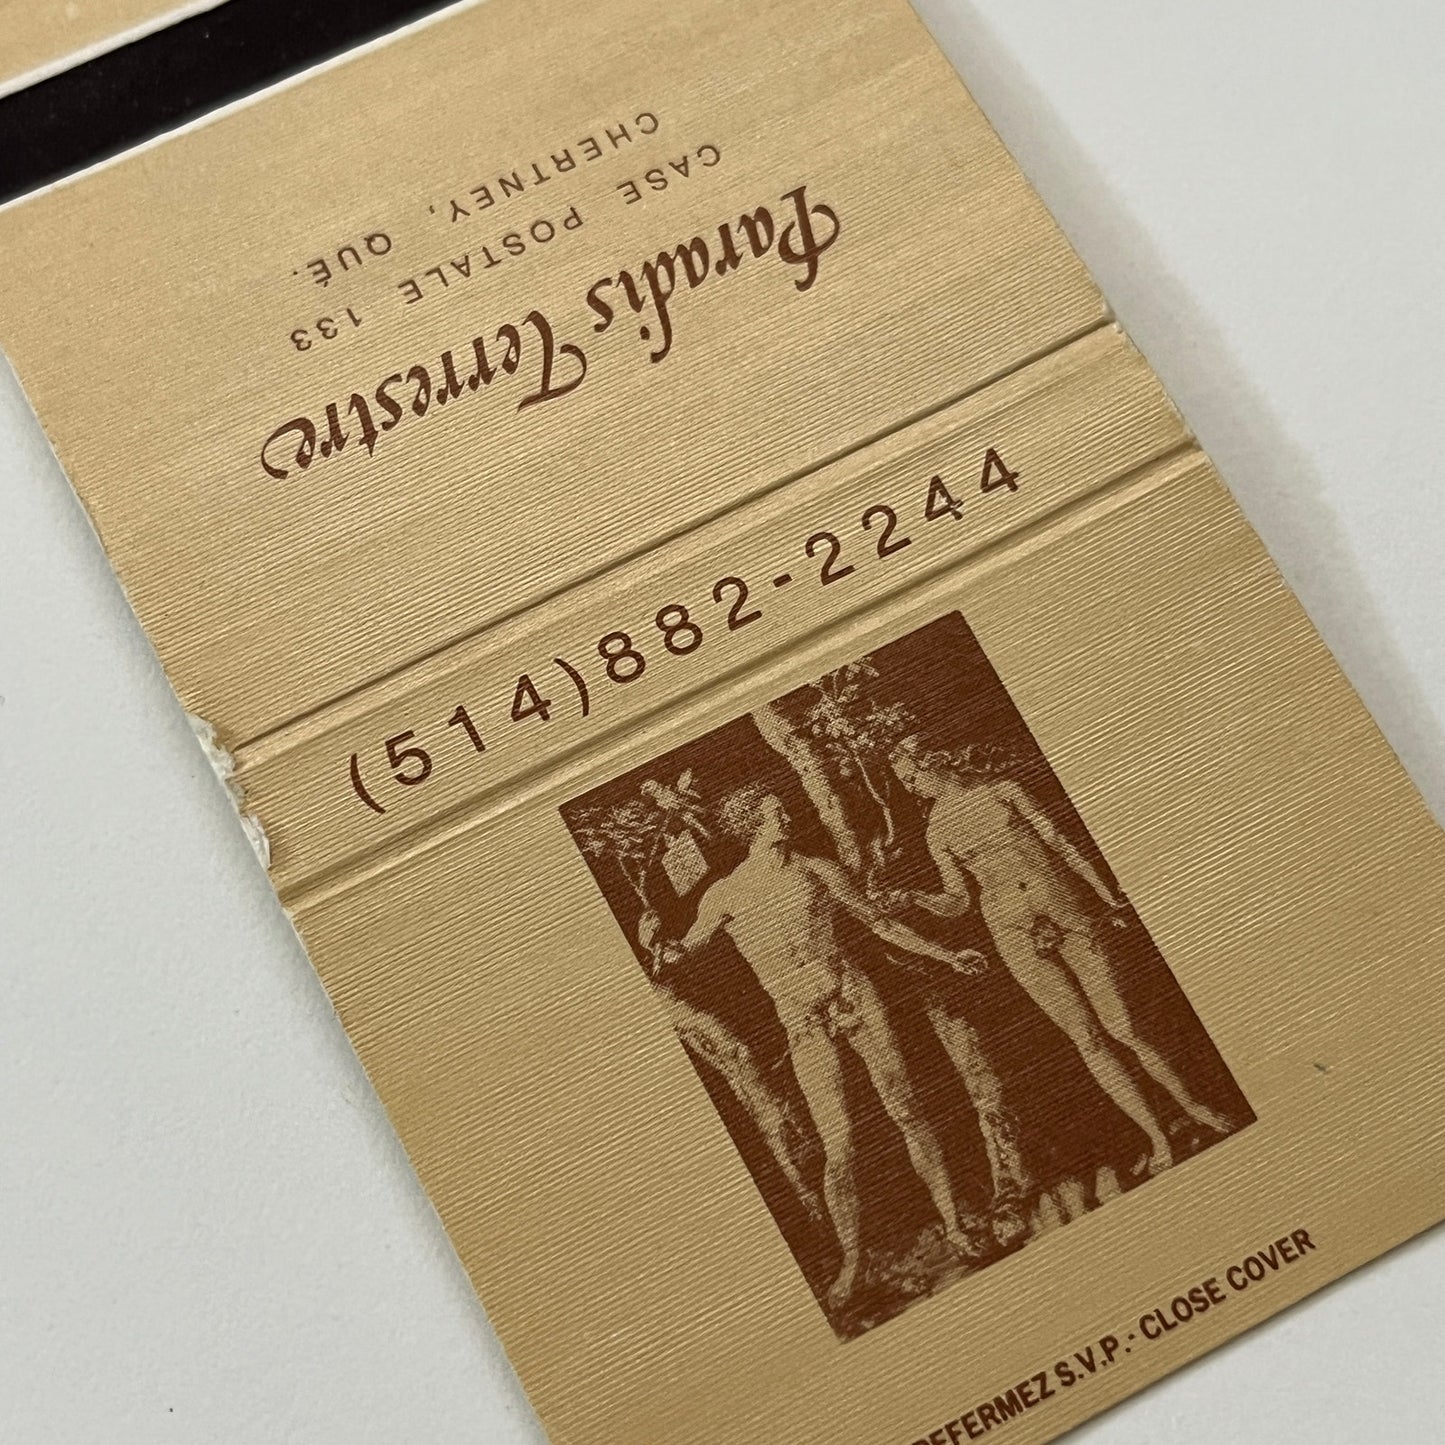 Paradis Terrestre
CASE POSTALE 133
CHERTNEY, QUÉ.
(514)882-2244
REFERMEZ S.V.P.· CLOSE COVER